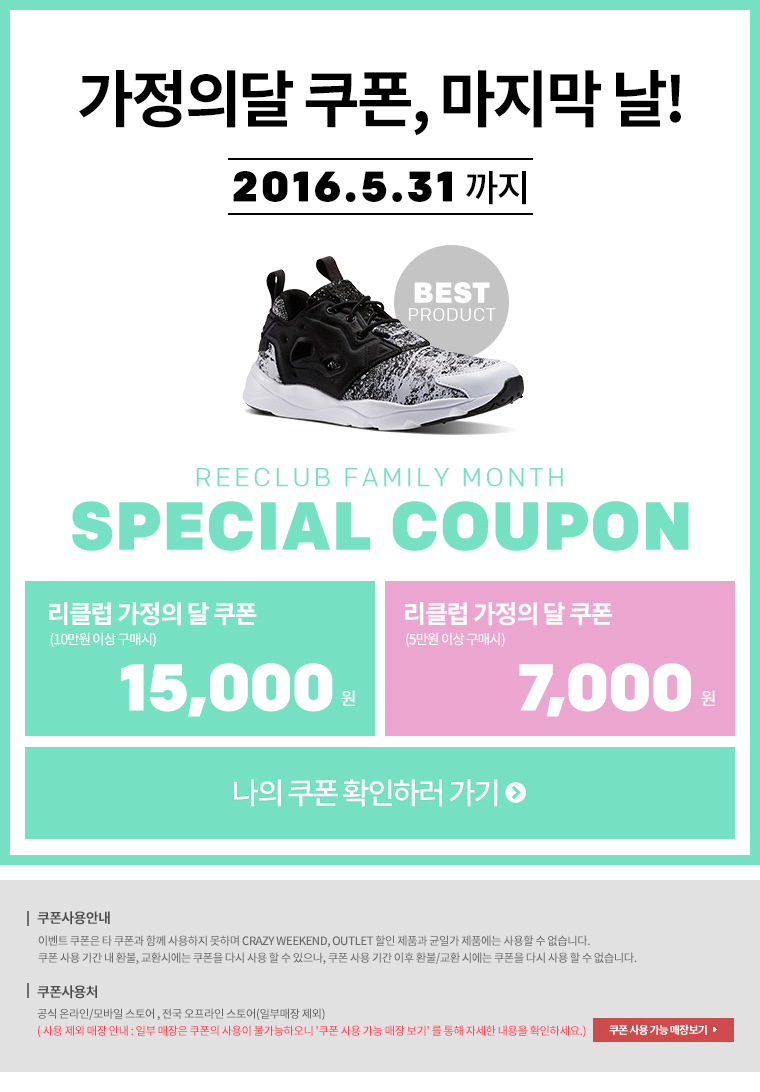 가정의달 쿠폰, 마지막 날!
2016.5.31 까지
BEST
PRODUCT
REECLUB FAMILY MONTH
SPECIAL COUPON
리클럽 가정의 달 쿠폰
(10만원 이상 구매시)
15,000 원
리클럽 가정의 달 쿠폰
(5만원 이상 구매시)
7,000 원
나의 쿠폰 확인하러 가기
쿠폰사용안내
이벤트 쿠폰은 타 쿠폰과 함께 사용하지 못하며 CRAZY WEEKEND, OUTLET 할인 제품과 균일가 제품에는 사용할 수 없습니다.
쿠폰 사용 기간 내 환불, 교환시에는 쿠폰을 다시 사용 할 수 있으나, 쿠폰 사용 기간 이후 환불/교환 시에는 쿠폰을 다시 사용 할 수 없습니다.
쿠폰사용처
공식 온라인/모바일 스토어 , 전국 오프라인 스토어(일부매장 제외)
( 사용 제외 매장 안내 : 일부 매장은 쿠폰의 사용이 불가능하오니 '쿠폰 사용 가능 매장 보기' 를 통해 자세한 내용을 확인하세요.)
쿠폰 사용 가능 매장보기